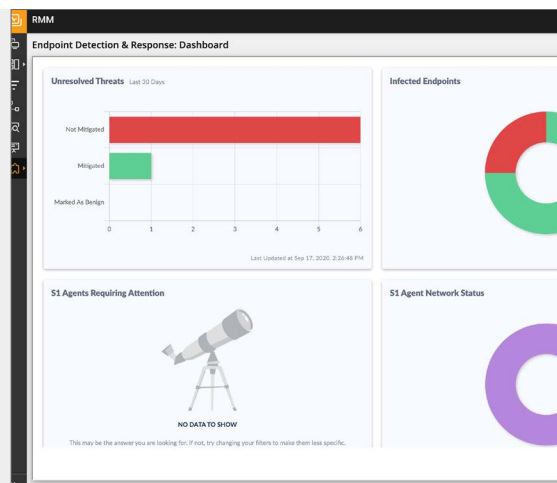 RMM
Endpoint Detection & Response: Dashboard
Unresolved Threats Last 30 Days
Not Mitigated
Mitigated
Marked As Benign
0 1 2 3 4 5 6
Last Updated at Sep 17, 2020, 2:26:48 PM
Infected Endpoints
S1 Agents Requiring Attention
NO DATA TO SHOW
This may be the answer you are looking for. If not, try changing your filters to make them less specific.
S1 Agent Network Status